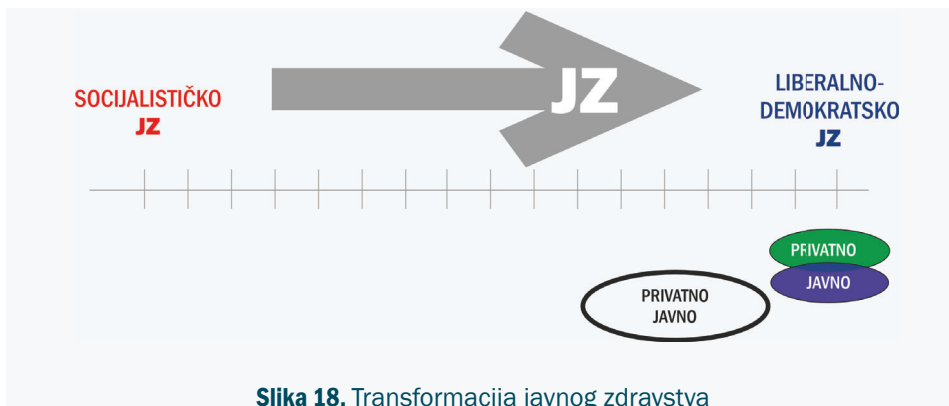 SOCIJALISTIČKO
JZ
JZ
LIBERALNO-
DEMOKRATSKO
JZ
PRIVATNO
JAVNO
PRIVATNO
JAVNO
Slika 18. Transformacija javnog zdravstva